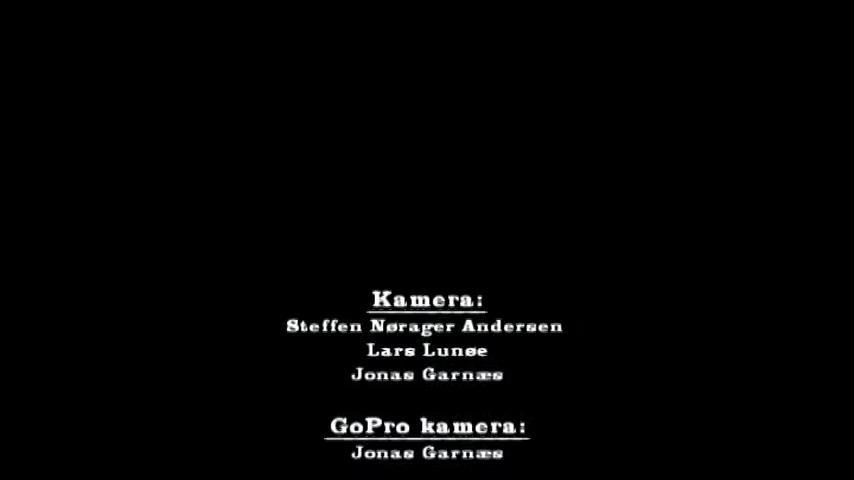 Kamera:
Steffen Nørager Andersen
Lars Lunøe
Jonas Garnæs
GoPro kamera:
Jonas Garnæs